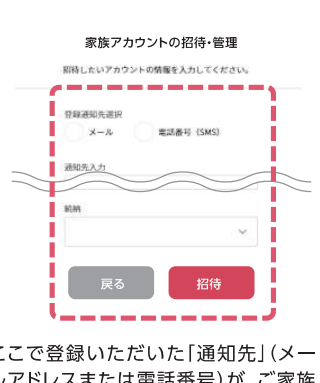 家族アカウントの招待・管理
招待したいアカウントの情報を入力してください。
登録通知先選択
メール 電話番号（SMS）
通知先入力
続柄
戻る 招待
ここで登録いただいた「通知先」（メー
ルアドレスまたは電話番号）が、ご家族